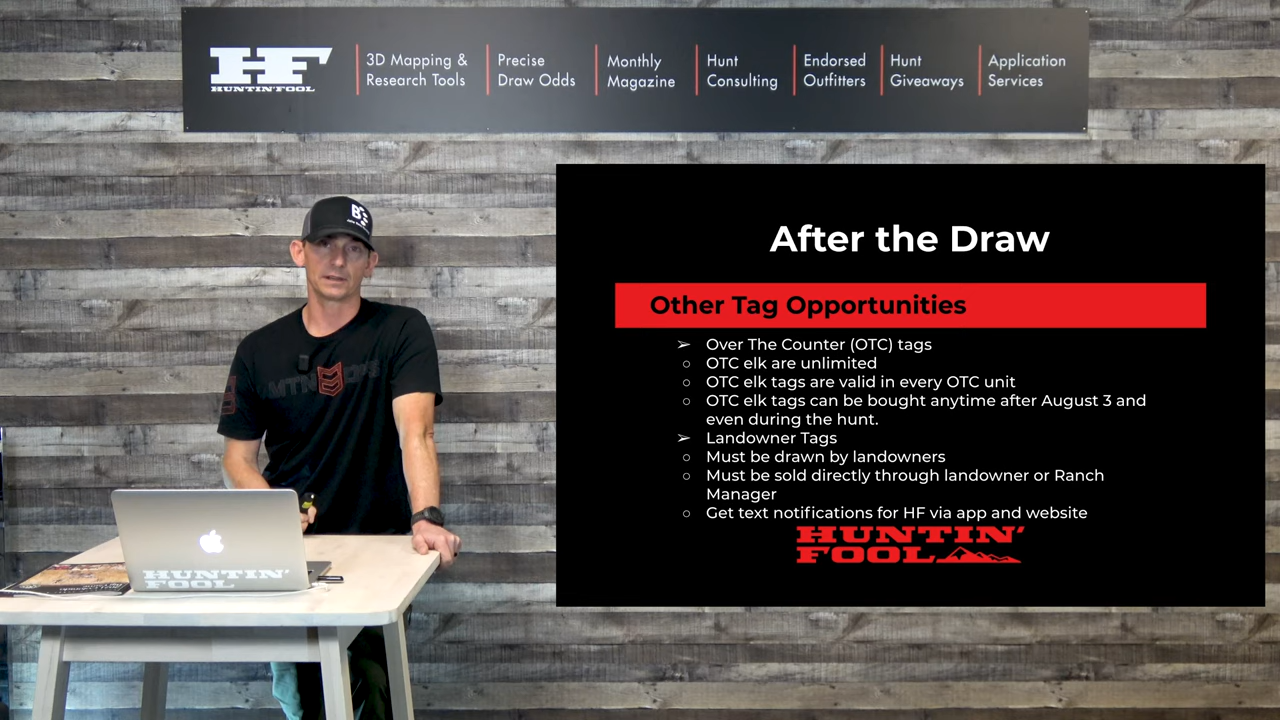 HF
HUNTIN'FOOL
3D Mapping &
Research Tools
Precise
Draw Odds
Monthly
Magazine
Hunt
Consulting
Endorsed
Outfitters
Hunt
Giveaways
Application
Services
After the Draw
Other Tag Opportunities
➢ Over The Counter (OTC) tags
○ OTC elk are unlimited
○ OTC elk tags are valid in every OTC unit
○ OTC elk tags can be bought anytime after August 3 and
even during the hunt.
➢ Landowner Tags
○ Must be drawn by landowners
○ Must be sold directly through landowner or Ranch
Manager
○ Get text notifications for HF via app and website
HUNTIN'
FOOL
MTN OPS
HUNTIN'
FOOL